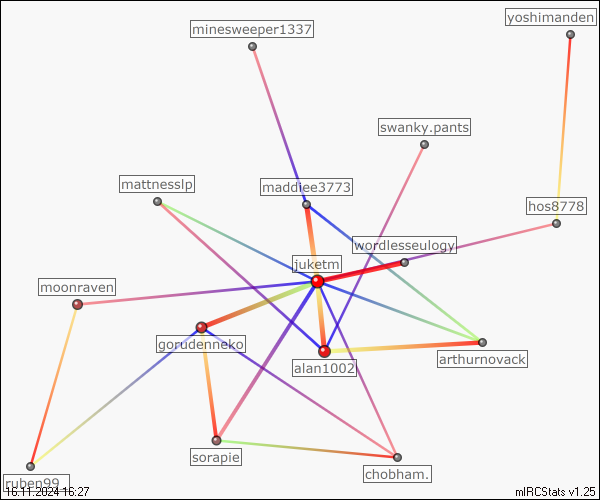 yoshimanden
minesweeper1337
swanky.pants
mattnesslp
maddiee3773
hos8778
wordlesseulogy
juketm
moonraven
gorudenneko
alan1002
arthurnovack
sorapie
chobham.
ruben99_
16.11.2024 16:27
mIRCStats v1.25